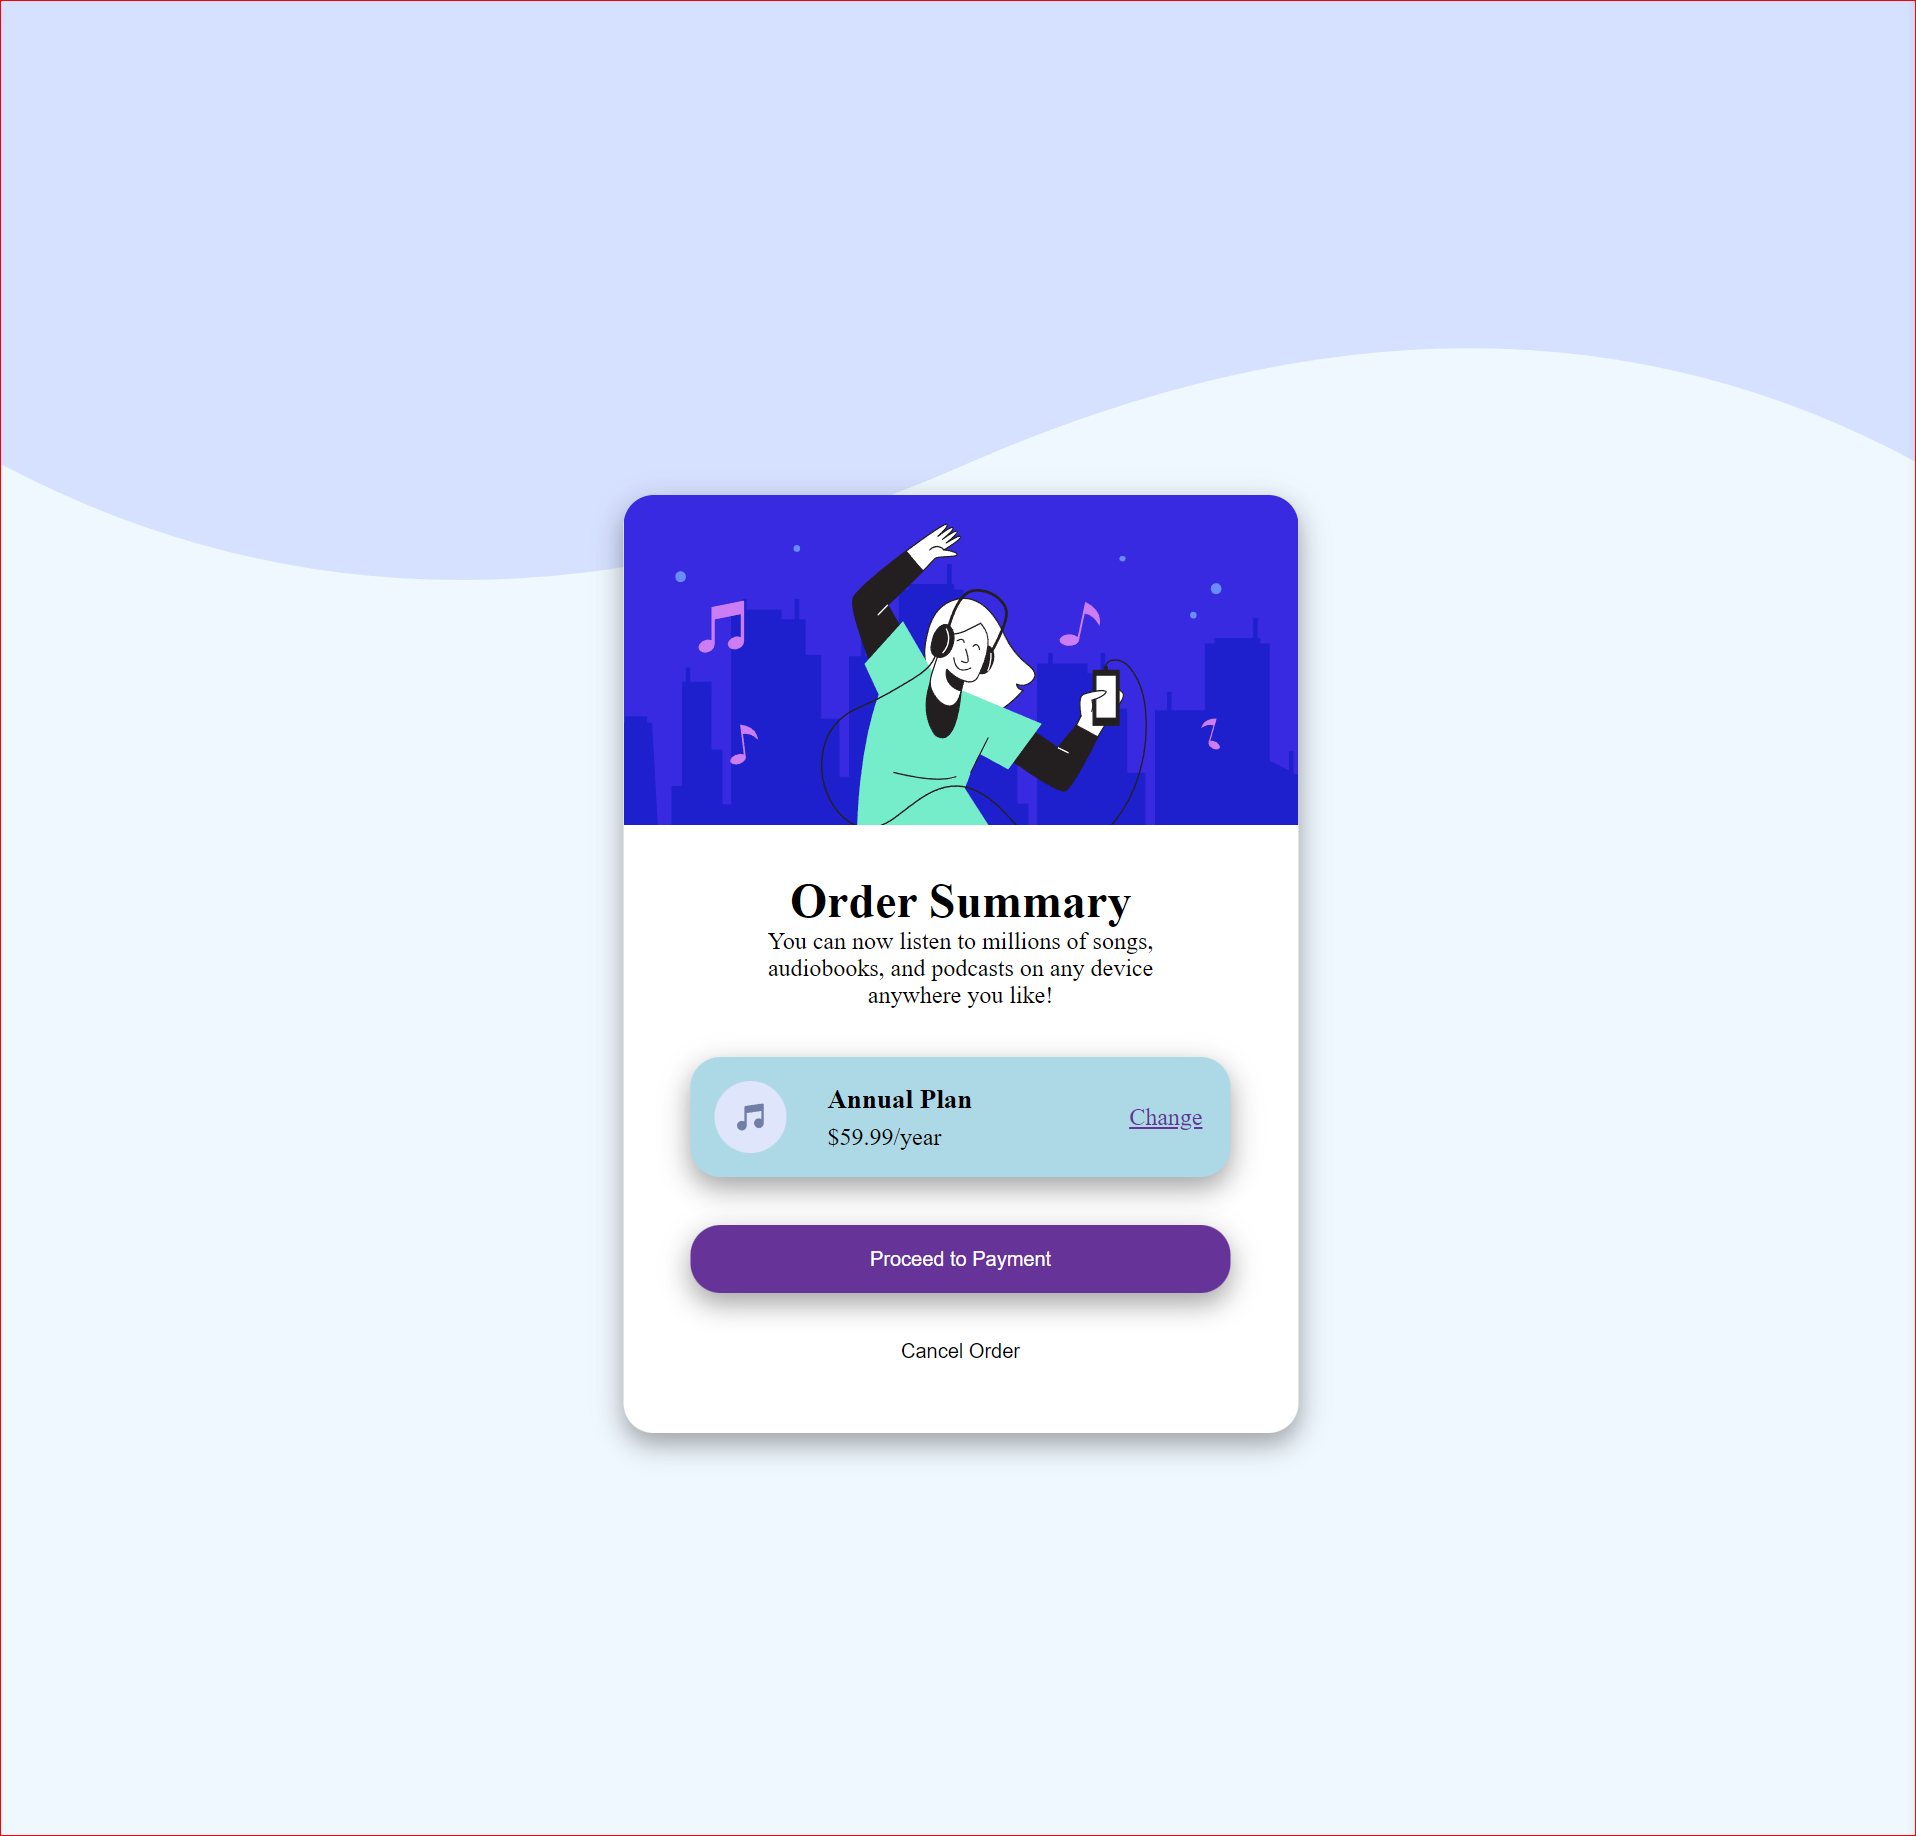 Order Summary
You can now listen to millions of songs,
audiobooks, and podcasts on any device
anywhere you like!
Annual Plan
$59.99/year
Change
Proceed to Payment
Cancel Order